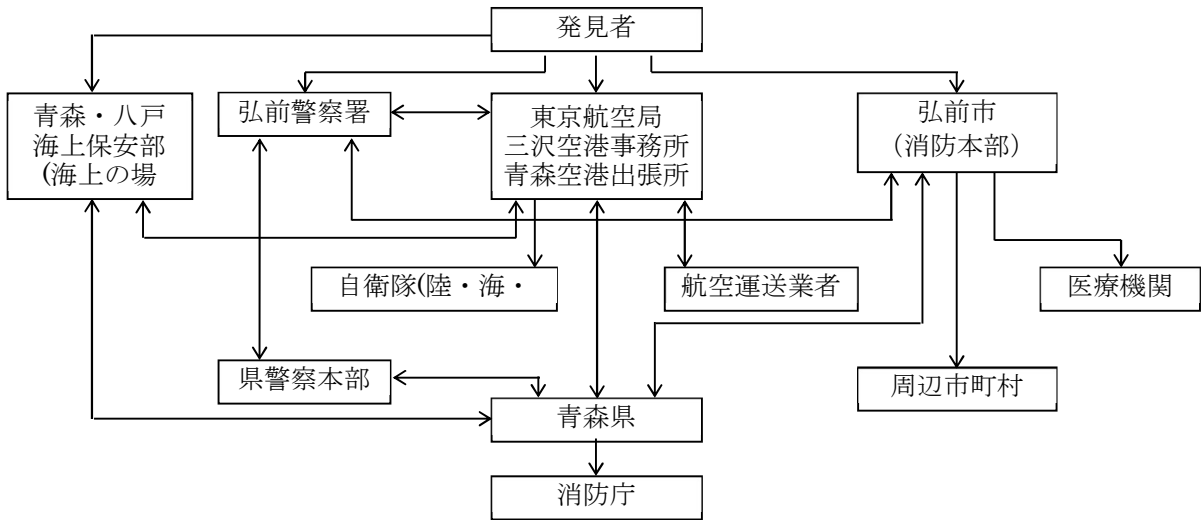 発見者
青森・八戸
海上保安部
(海上の場
弘前警察署
東京航空局
三沢空港事務所
青森空港出張所
弘前市
（消防本部）
自衛隊(陸・海・
航空運送業者
医療機関
県警察本部
周辺市町村
青森県
消防庁